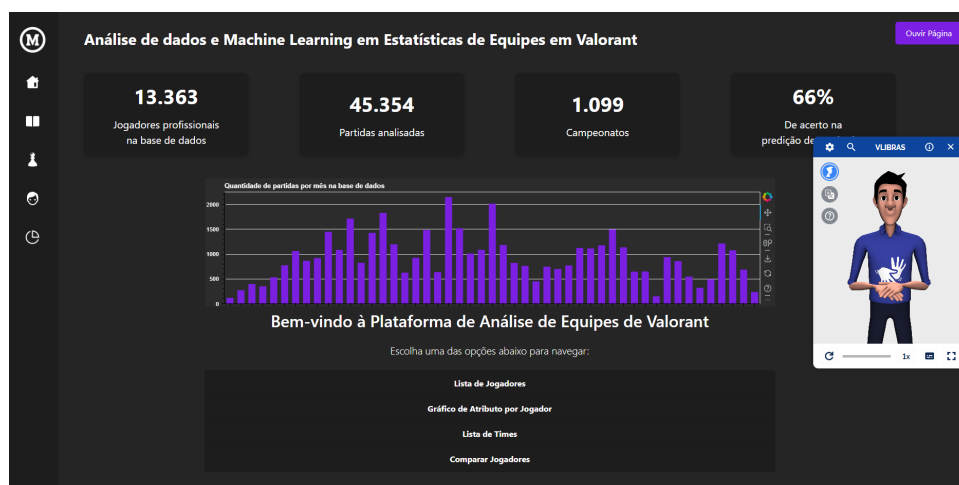 M
Análise de dados e Machine Learning em Estatísticas de Equipes em Valorant
Ouvir Página
13.363
Jogadores profissionais
na base de dados
45.354
Partidas analisadas
1.099
Campeonatos
66%
De acerto na
predição de
VLIBRAS
Quantidade de partidas por mês na base de dados
2000
1500
1000
500
0
1x
Bem-vindo à Plataforma de Análise de Equipes de Valorant
Escolha uma das opções abaixo para navegar:
Lista de Jogadores
Gráfico de Atributo por Jogador
Lista de Times
Comparar Jogadores